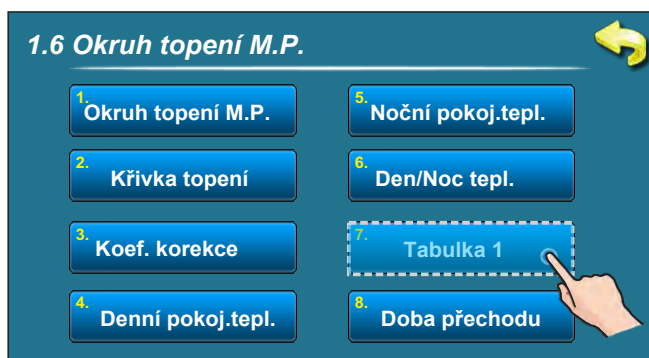 1.6 Okruh topení M.P.
1. Okruh topení M.P.
2. Křivka topení
3. Koef. korekce
4. Denní pokoj.tepl.
5. Noční pokoj.tepl.
6. Den/Noc tepl.
7. Tabulka 1
8. Doba přechodu